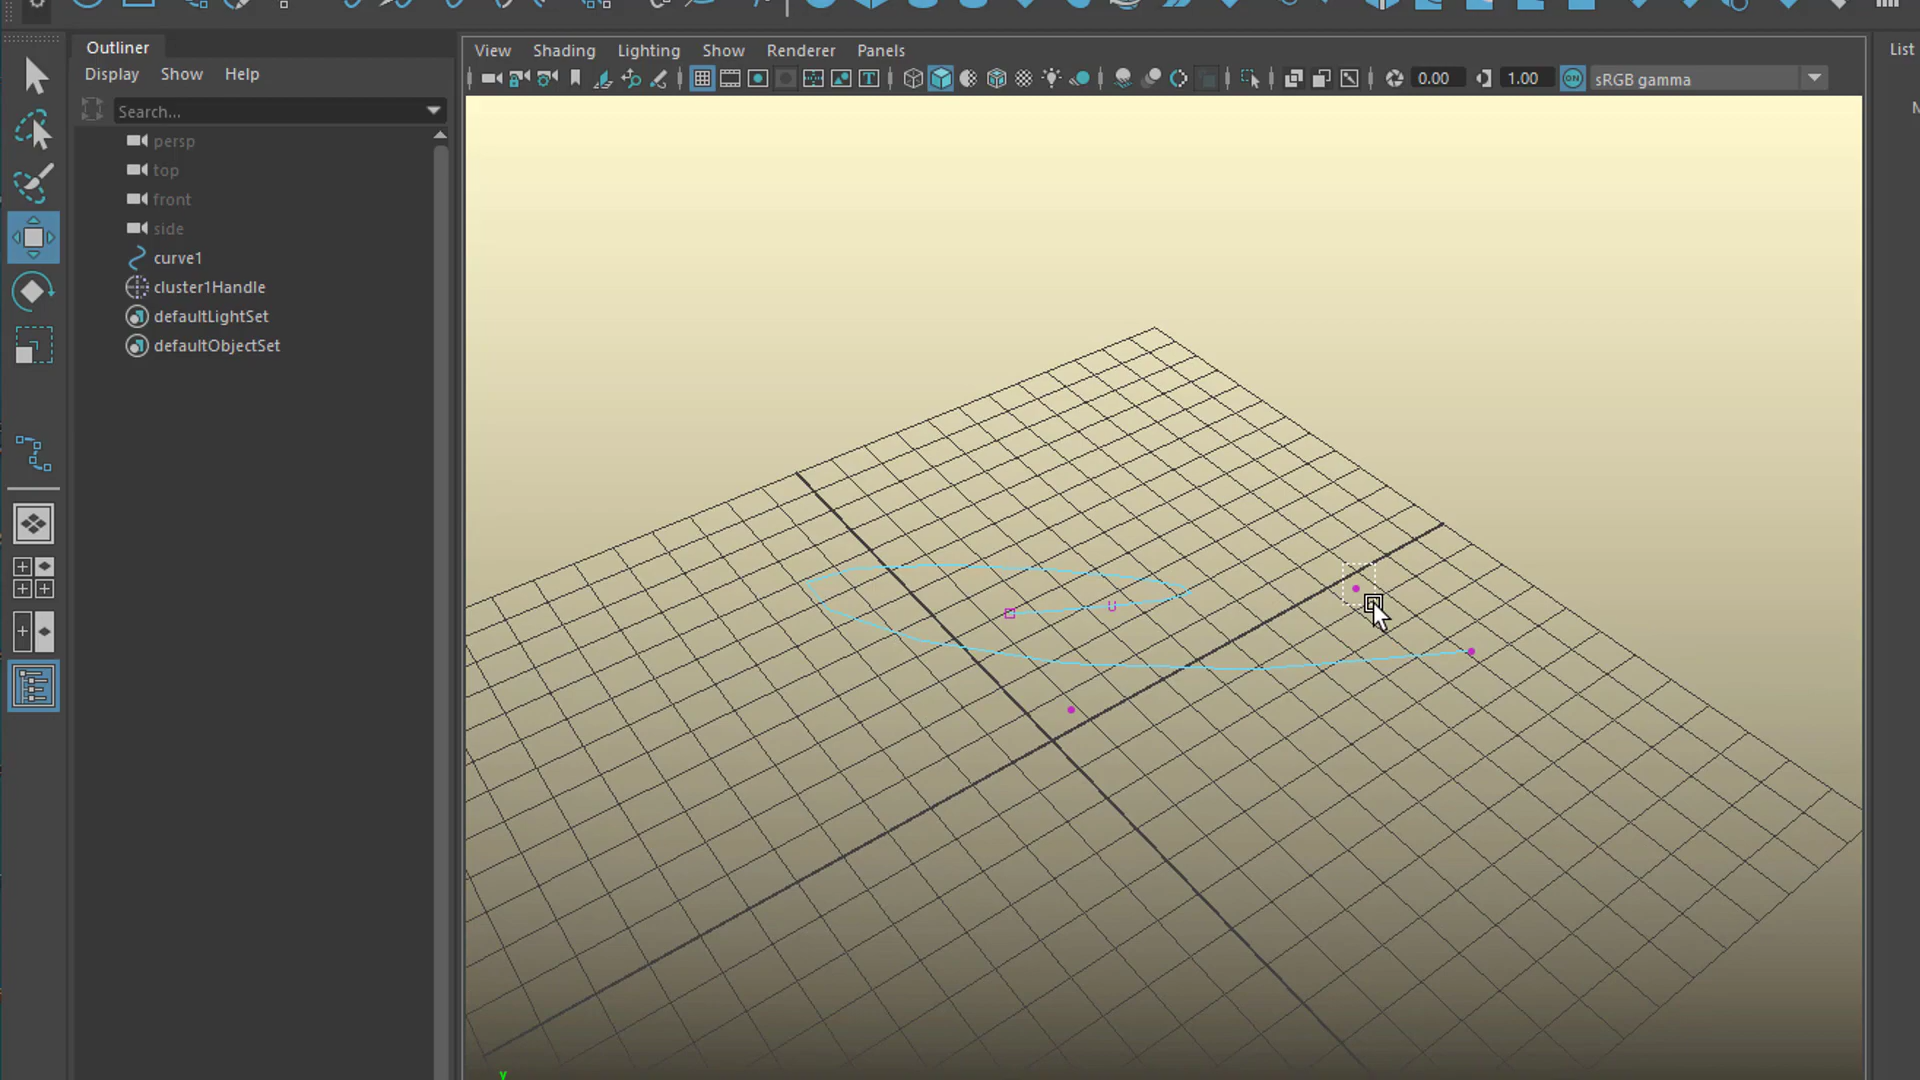 Outliner
Display Show Help
Search...
persp
top
front
side
curve1
cluster1Handle
defaultLightSet
defaultObjectSet
View Shading Lighting Show Renderer Panels
T 0.00 1.00 ON sRGB gamma
U
List